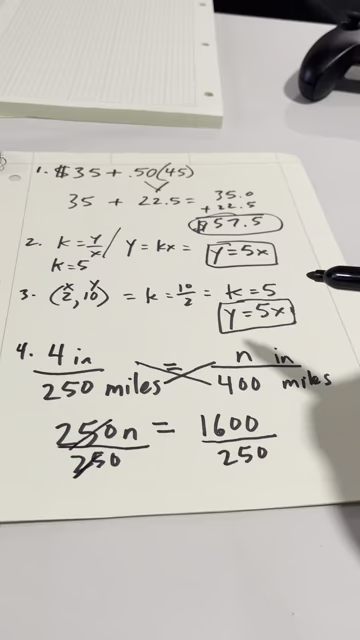 1. $35 + .50(45)
35 + 22.5 = 35.0
+ 22.5
$57.5
2. K = y/x / y = Kx = y = 5x
K = 5
x y
3. (2, 10) = K = 10/2 = K = 5
y = 5x
4. 4 in / 250 miles = n in / 400 miles
250n / 250 = 1600 / 250